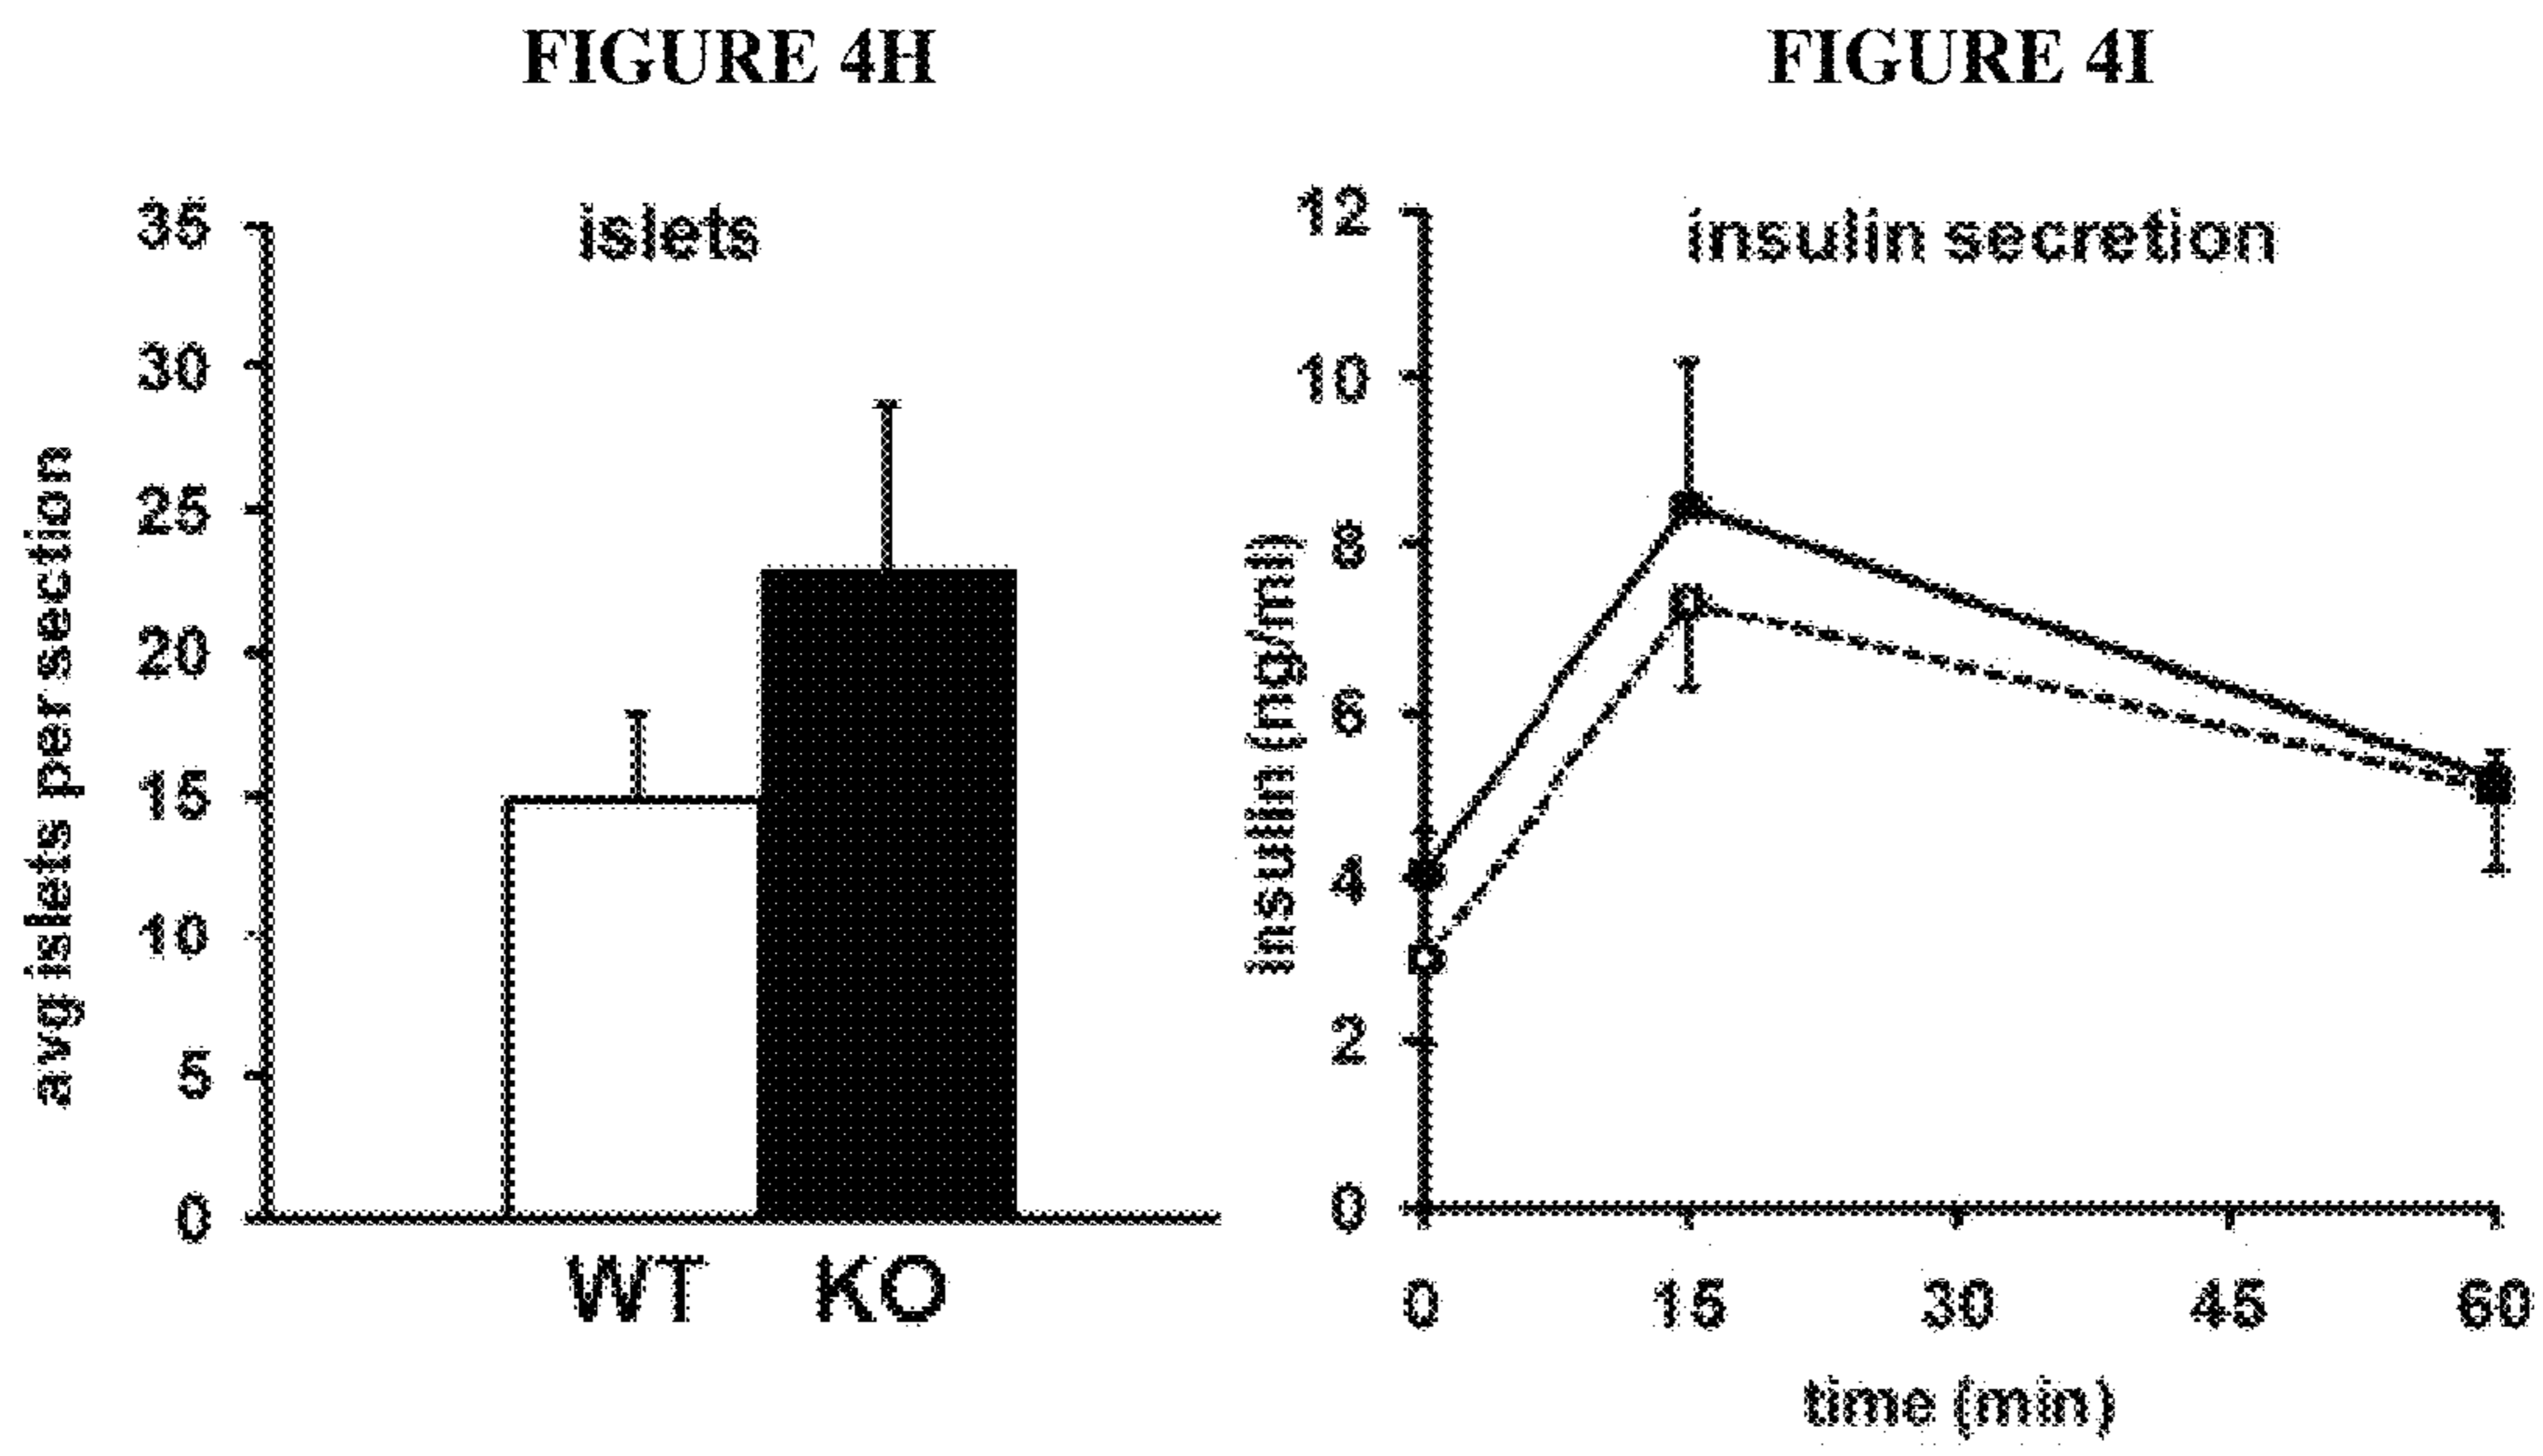 FIGURE 4H
islets
avg islets per section
35
30
25
20
15
10
5
0
WT KO
FIGURE 4I
insulin secretion
insulin (ng/ml)
12
10
8
6
4
2
0
0 15 30 45 60
time (min)